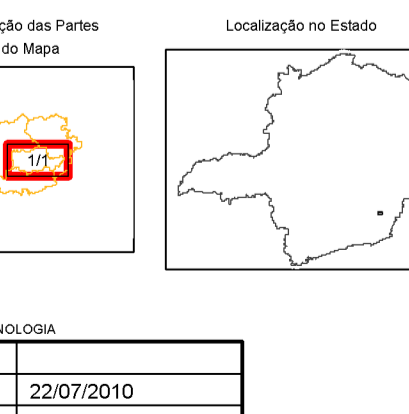 ção das Partes
do Mapa
Localização no Estado
1/1
NOLOGIA
22/07/2010